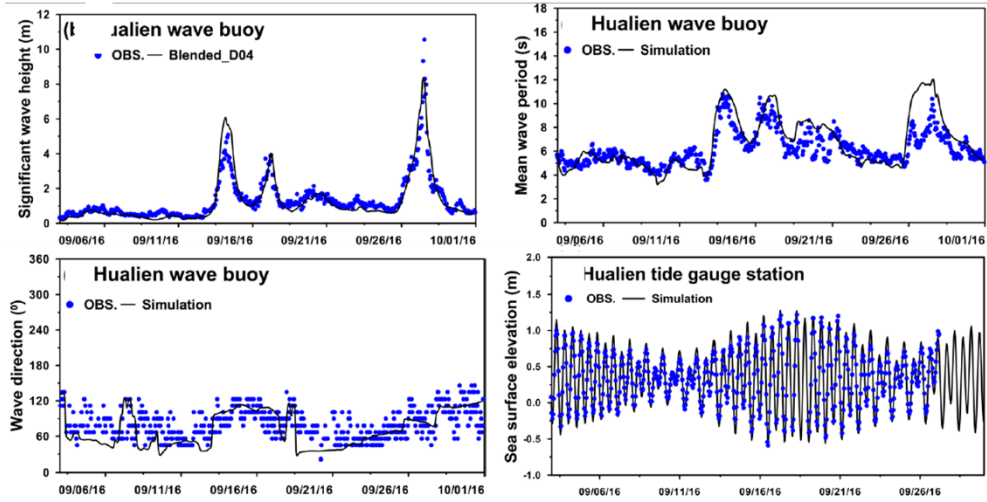 (b Hualien wave buoy
OBS. — Blended_D04
Significant wave height (m)
12
10
8
6
4
2
0
09/06/16 09/11/16 09/16/16 09/21/16 09/26/16 10/01/16
Hualien wave buoy
OBS. — Simulation
Mean wave period (s)
18
16
14
12
10
8
6
4
2
0
09/06/16 09/11/16 09/16/16 09/21/16 09/26/16 10/01/16
Hualien wave buoy
OBS. — Simulation
Wave direction (º)
360
300
240
180
120
60
0
09/06/16 09/11/16 09/16/16 09/21/16 09/26/16 10/01/16
Hualien tide gauge station
OBS. — Simulation
Sea surface elevation (m)
2.0
1.5
1.0
0.5
0.0
-0.5
-1.0
09/06/16 09/11/16 09/16/16 09/21/16 09/26/16